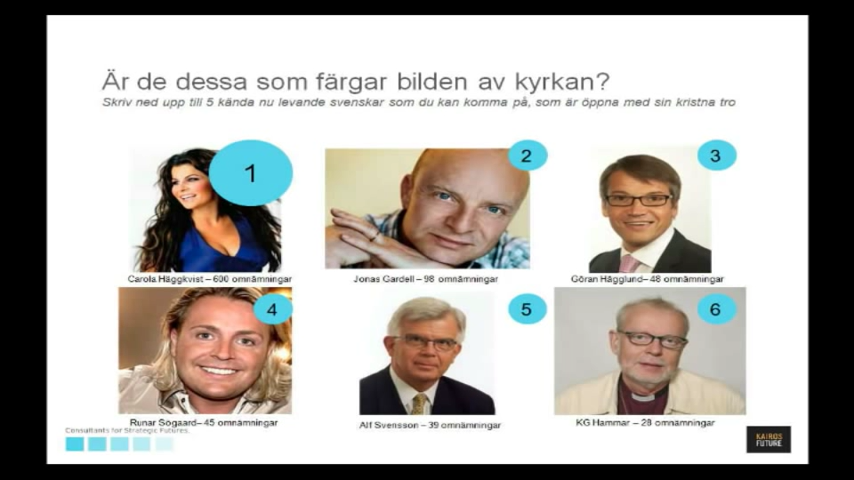 Är de dessa som färgar bilden av kyrkan?
Skriv ned upp till 5 kända nu levande svenskar som du kan komma på, som är öppna med sin kristna tro
1
2
3
Carola Häggkvist – 600 omnämningar
Jonas Gardell – 98 omnämningar
Göran Hägglund– 48 omnämningar
4
5
6
Runar Sögaard– 45 omnämningar
Alf Svensson – 39 omnämningar
KG Hammar – 28 omnämningar
Consultants for Strategic Futures.
KAIROS
FUTURE